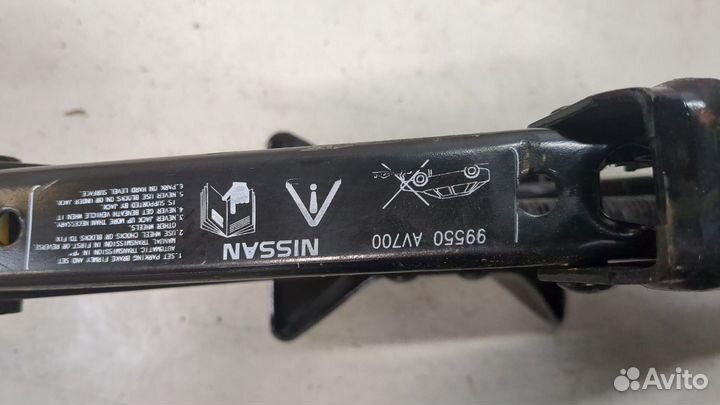 99550 AV700
NISSAN
1. SET PARKING BRAKE FIRMLY AND SET
MANUAL TRANSMISSION IN FIRST OR REVERSE
AUTOMATIC TRANSMISSION IN "P"
2. USE WHEEL CHOCKS OR BLOCKS TO FIX
OTHER WHEELS.
3. NEVER JACK UP MORE THAN NECESSARY.
4. NEVER GET BENEATH VEHICLE WHEN IT
IS SUPPORTED BY JACK.
5. NEVER USE BLOCKS ON OR UNDER JACK.
6. PARK ON HARD LEVEL SURFACE.
Avito